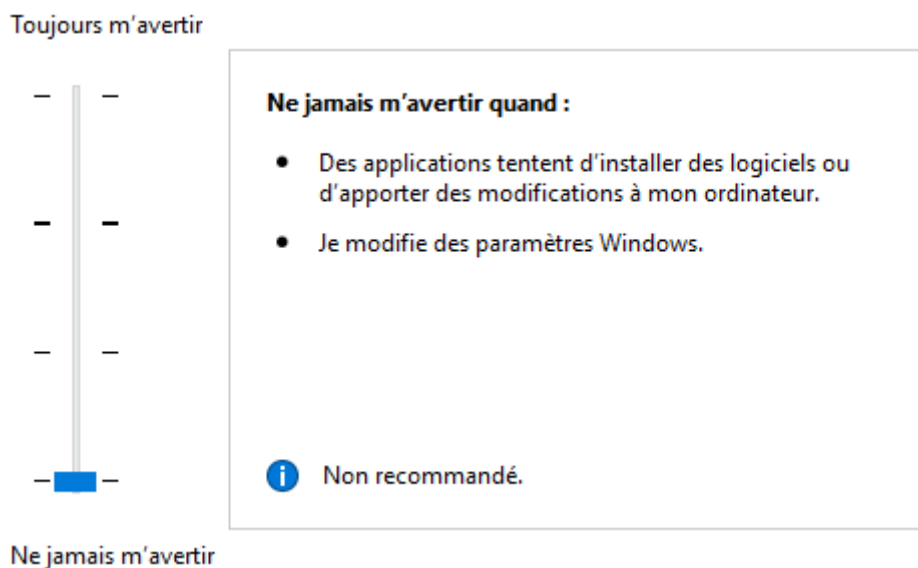 Toujours m’avertir
Ne jamais m’avertir quand :
Des applications tentent d’installer des logiciels ou
d’apporter des modifications à mon ordinateur.
Je modifie des paramètres Windows.
Non recommandé.
Ne jamais m’avertir